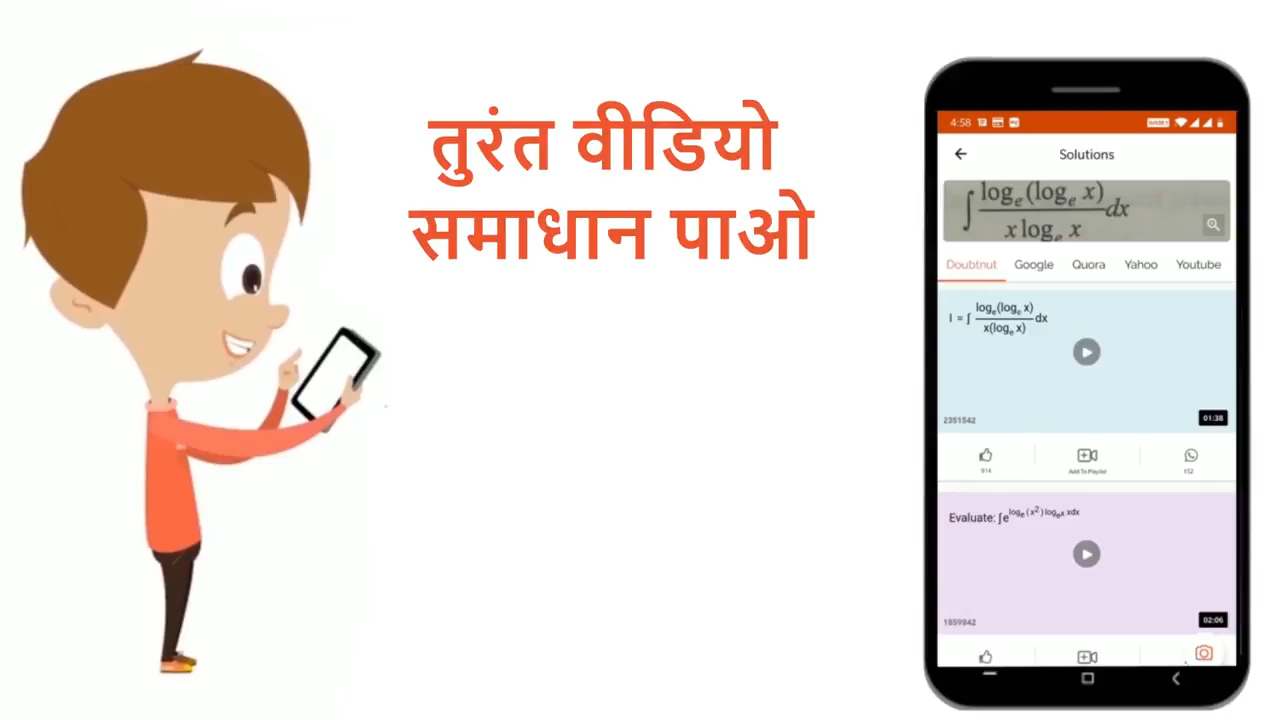 तुरंत वीडियो
समाधान पाओ
4:58
Solutions
∫ logₑ(logₑ x) / x logₑ x dx
Doubtnut Google Quora Yahoo Youtube
I = ∫ logₑ(logₑ x) / x(logₑ x) dx
2351542 01:38
914 Add To Playlist 152
Evaluate: ∫e^logₑ(x²) logₑx xdx
1859842 02:06